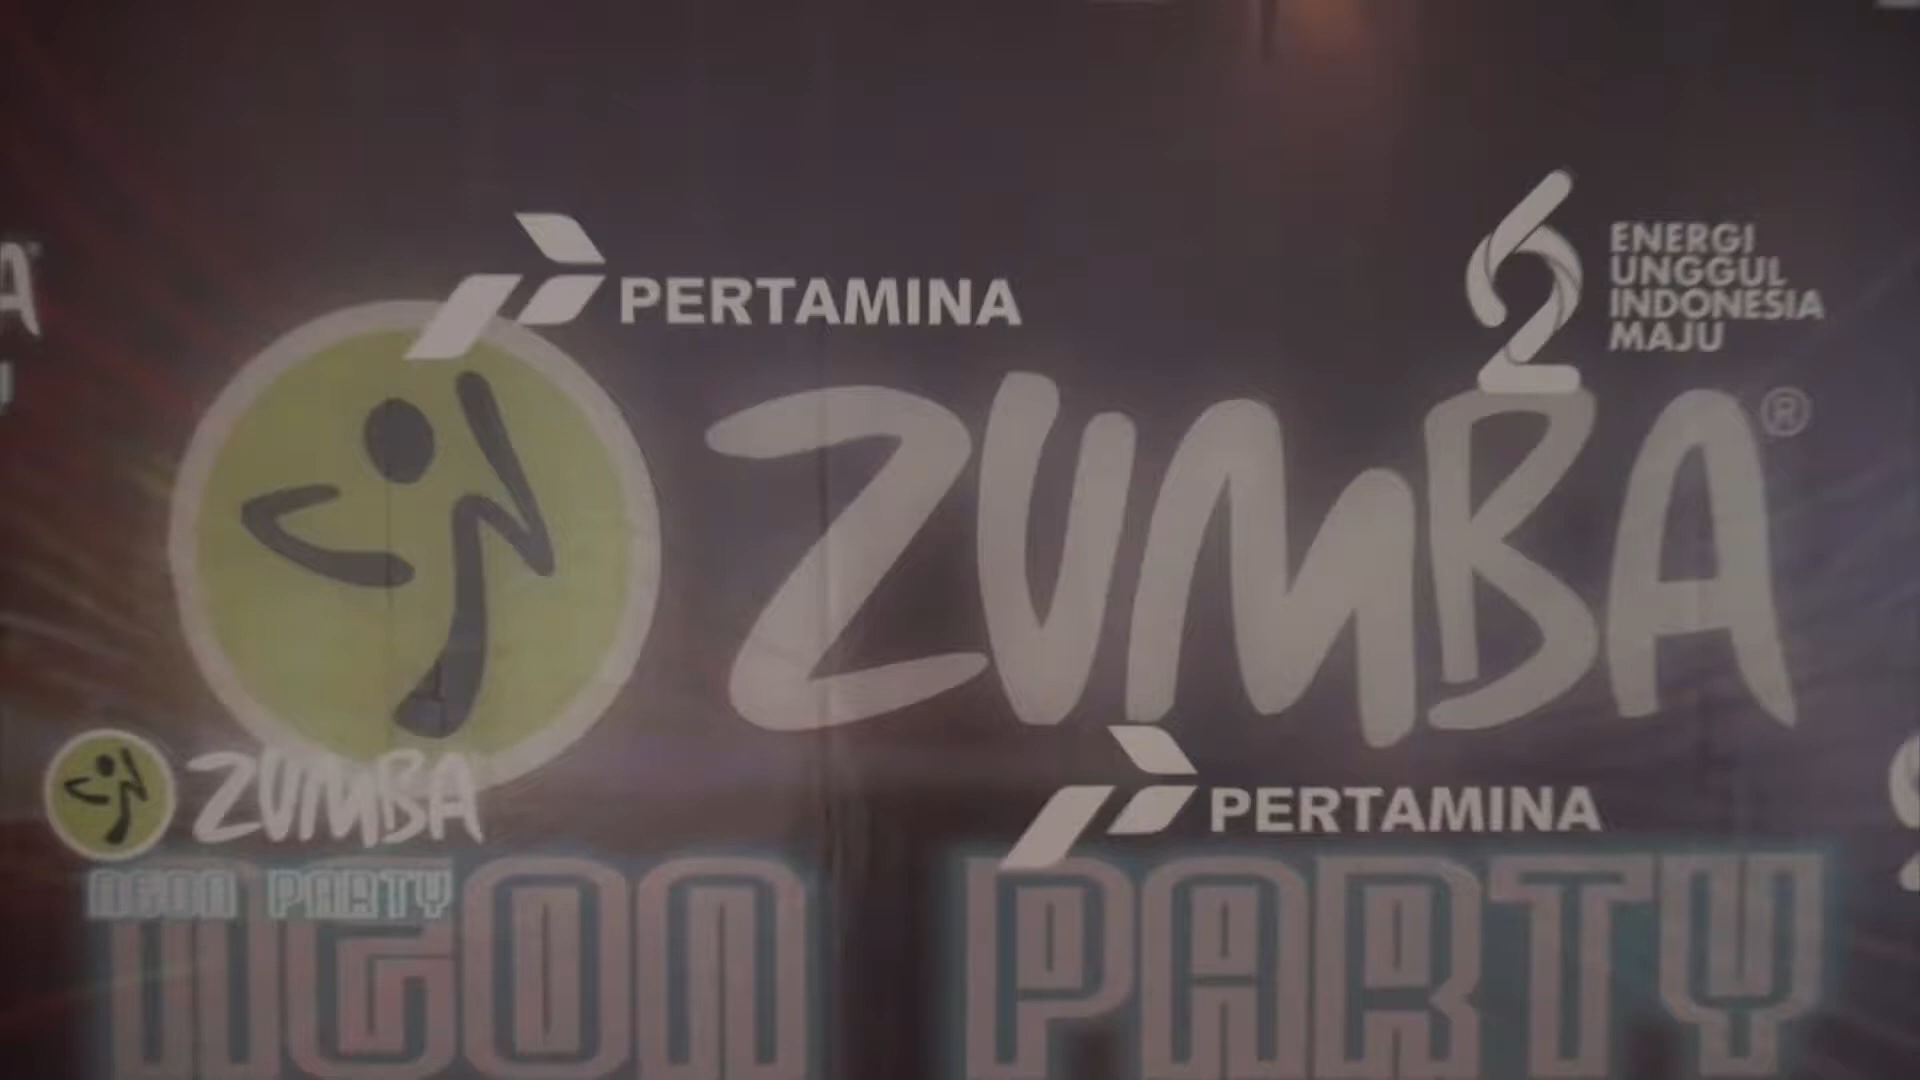 PERTAMINA
ENERGI
UNGGUL
INDONESIA
MAJU
ZUMBA®
ZUMBA
NEON PARTY
PERTAMINA
NEON PARTY